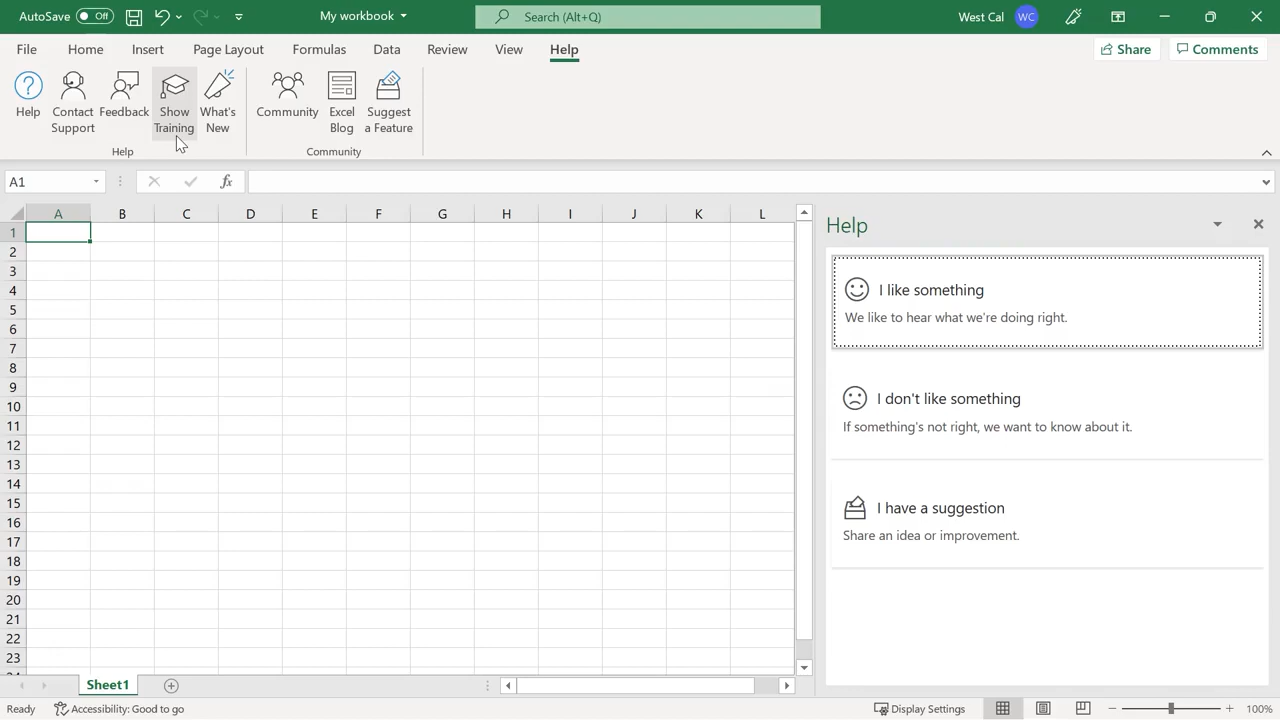 AutoSave Off My workbook Search (Alt+Q) West Cal WC
File Home Insert Page Layout Formulas Data Review View Help Share Comments
Help Contact Support Feedback Show Training What's New Community Excel Blog Suggest a Feature
Help Community
A1 fx
A B C D E F G H I J K L
1
2
3
4
5
6
7
8
9
10
11
12
13
14
15
16
17
18
19
20
21
22
23
Help
I like something
We like to hear what we're doing right.
I don't like something
If something's not right, we want to know about it.
I have a suggestion
Share an idea or improvement.
Sheet1
Ready Accessibility: Good to go Display Settings 100%